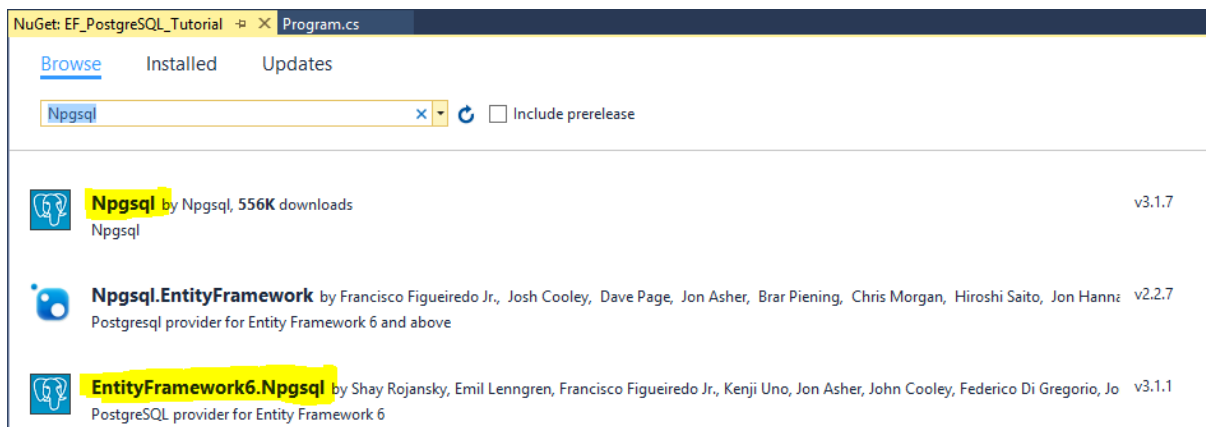 NuGet: EF_PostgreSQL_Tutorial Program.cs
Browse Installed Updates
Npgsql Include prerelease
Npgsql by Npgsql, 556K downloads v3.1.7
Npgsql
Npgsql.EntityFramework by Francisco Figueiredo Jr., Josh Cooley, Dave Page, Jon Asher, Brar Piening, Chris Morgan, Hiroshi Saito, Jon Hanna v2.2.7
Postgresql provider for Entity Framework 6 and above
EntityFramework6.Npgsql by Shay Rojansky, Emil Lenngren, Francisco Figueiredo Jr., Kenji Uno, Jon Asher, John Cooley, Federico Di Gregorio, Jo v3.1.1
PostgreSQL provider for Entity Framework 6